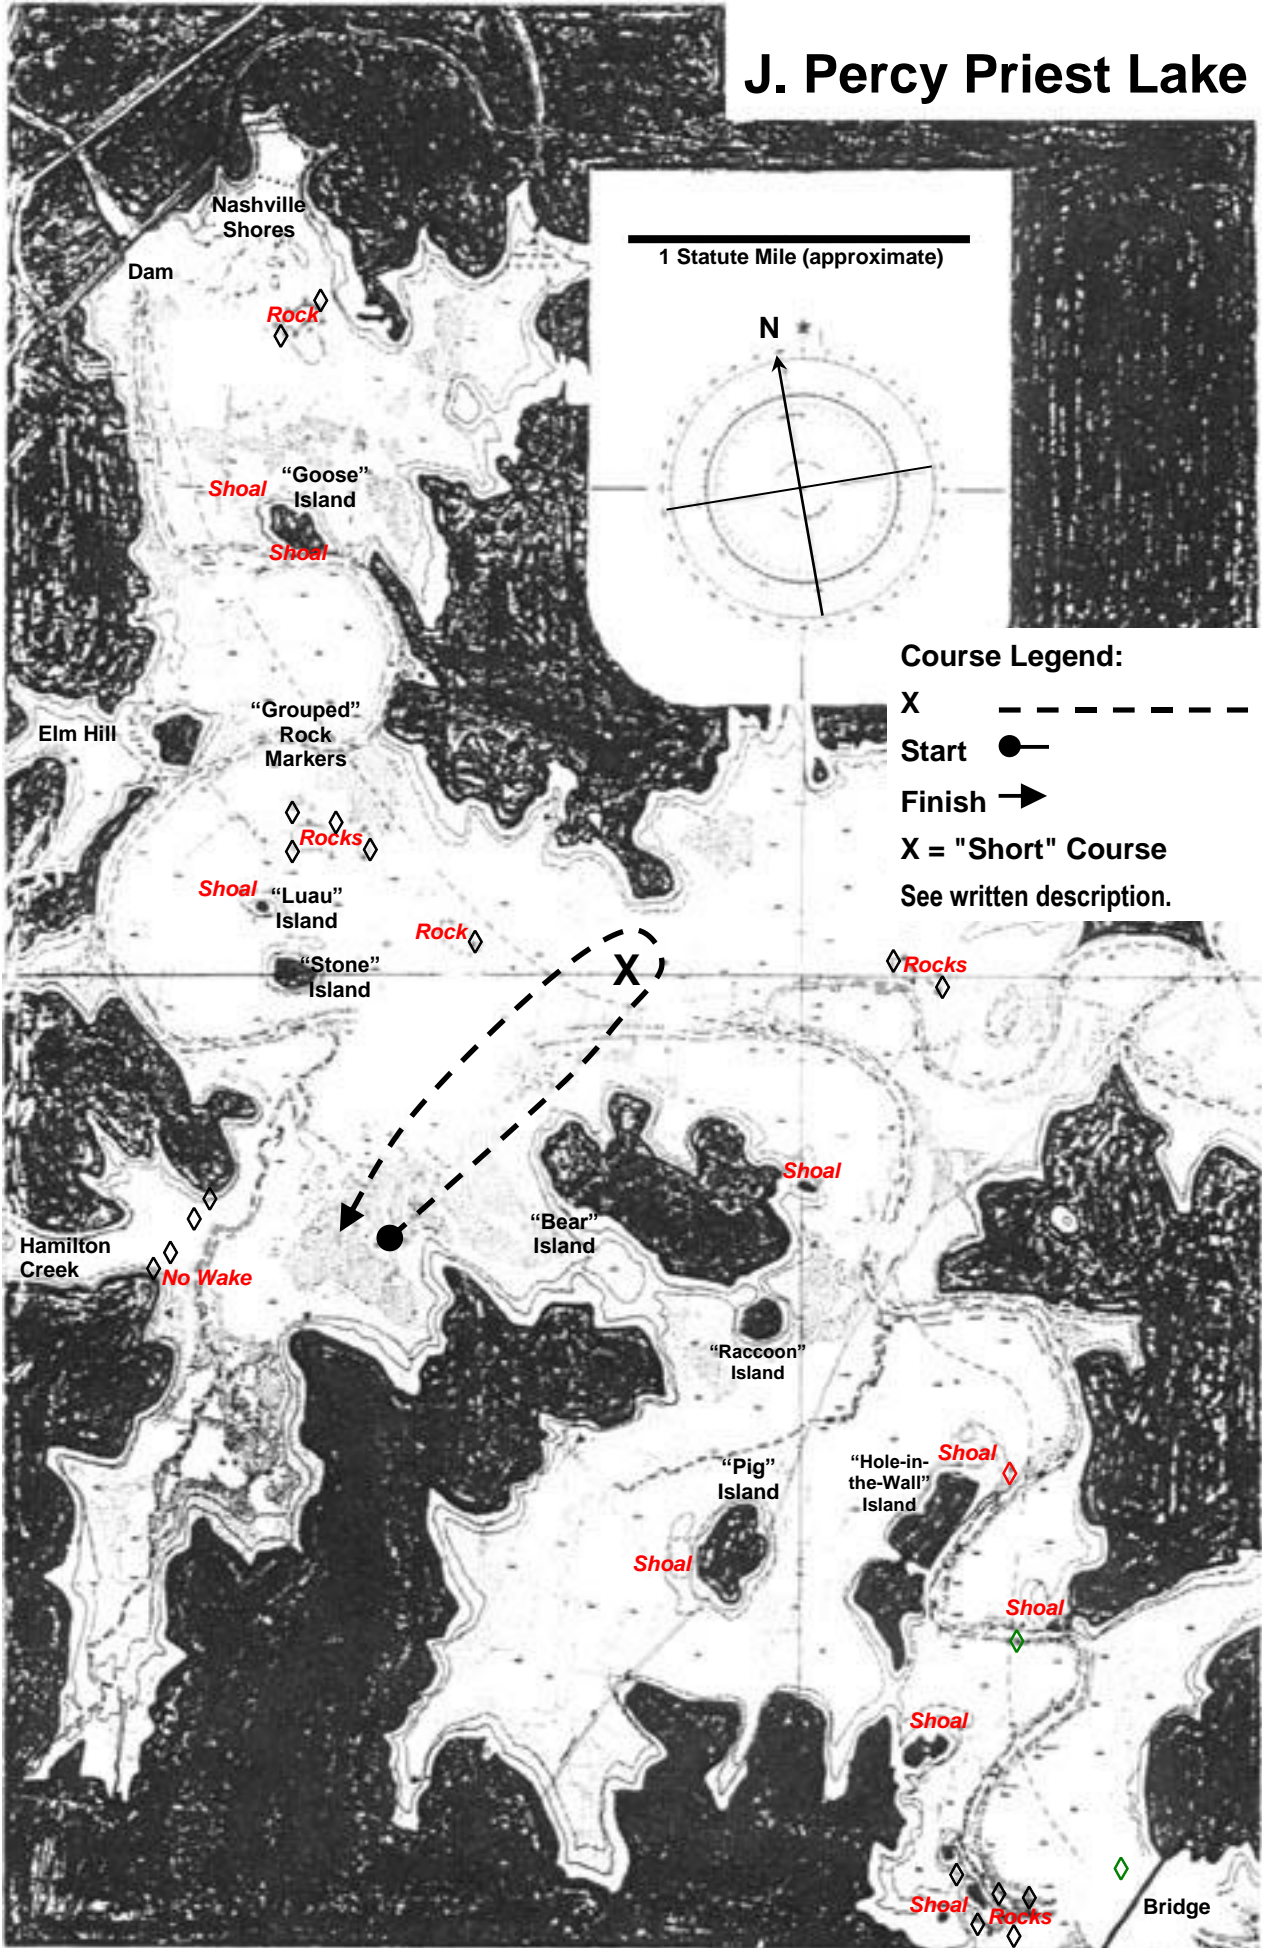 J. Percy Priest Lake
Nashville
Shores
Dam
1 Statute Mile (approximate)
Rock
N
“Goose”
Island
Shoal
Shoal
Course Legend:
X
Start
Finish
X = "Short" Course
See written description.
“Grouped”
Rock
Markers
Elm Hill
Rocks
Shoal
“Luau”
Island
Rock
“Stone”
Island
X
Rocks
Shoal
“Bear”
Island
Hamilton
Creek
No Wake
“Raccoon”
Island
“Pig”
Island
“Hole-in-
the-Wall”
Island
Shoal
Shoal
Shoal
Shoal
Shoal
Rocks
Bridge